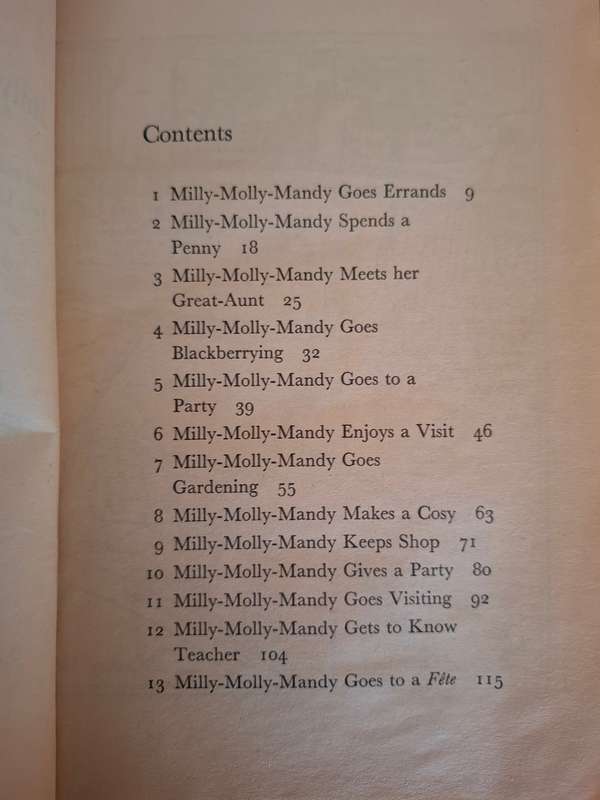 Contents
1 Milly-Molly-Mandy Goes Errands 9
2 Milly-Molly-Mandy Spends a
Penny 18
3 Milly-Molly-Mandy Meets her
Great-Aunt 25
4 Milly-Molly-Mandy Goes
Blackberrying 32
5 Milly-Molly-Mandy Goes to a
Party 39
6 Milly-Molly-Mandy Enjoys a Visit 46
7 Milly-Molly-Mandy Goes
Gardening 55
8 Milly-Molly-Mandy Makes a Cosy 63
9 Milly-Molly-Mandy Keeps Shop 71
10 Milly-Molly-Mandy Gives a Party 80
11 Milly-Molly-Mandy Goes Visiting 92
12 Milly-Molly-Mandy Gets to Know
Teacher 104
13 Milly-Molly-Mandy Goes to a Fête 115